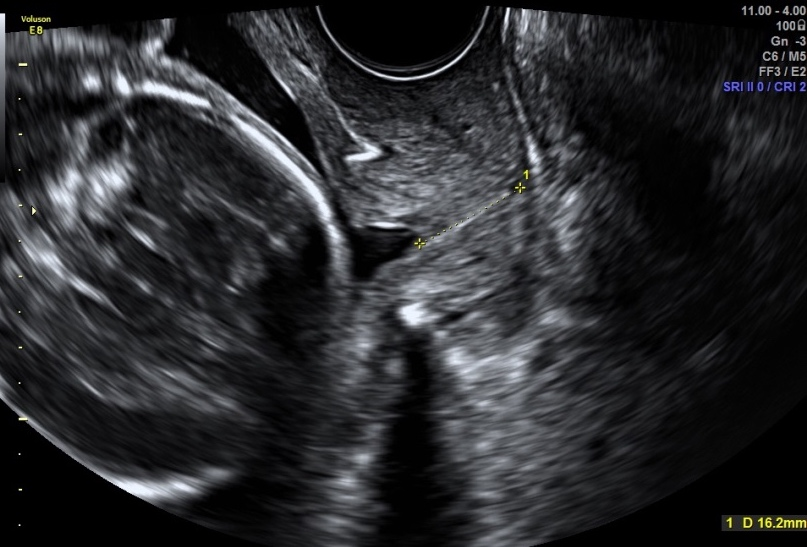 Voluson
E8
11.00 - 4.00
100
Gn -3
C6 / M5
FF3 / E2
SRI II 0 / CRI 2
1
1 D 16.2mm